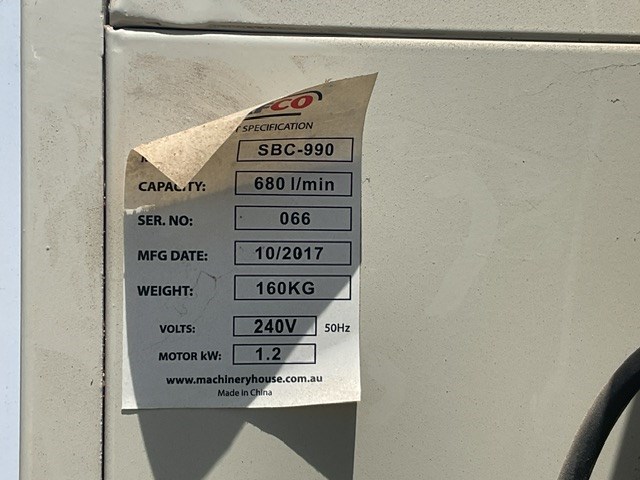 CO
SPECIFICATION
SBC-990
CAPACITY: 680 l/min
SER. NO: 066
MFG DATE: 10/2017
WEIGHT: 160KG
VOLTS: 240V 50Hz
MOTOR kW: 1.2
www.machineryhouse.com.au
Made in China